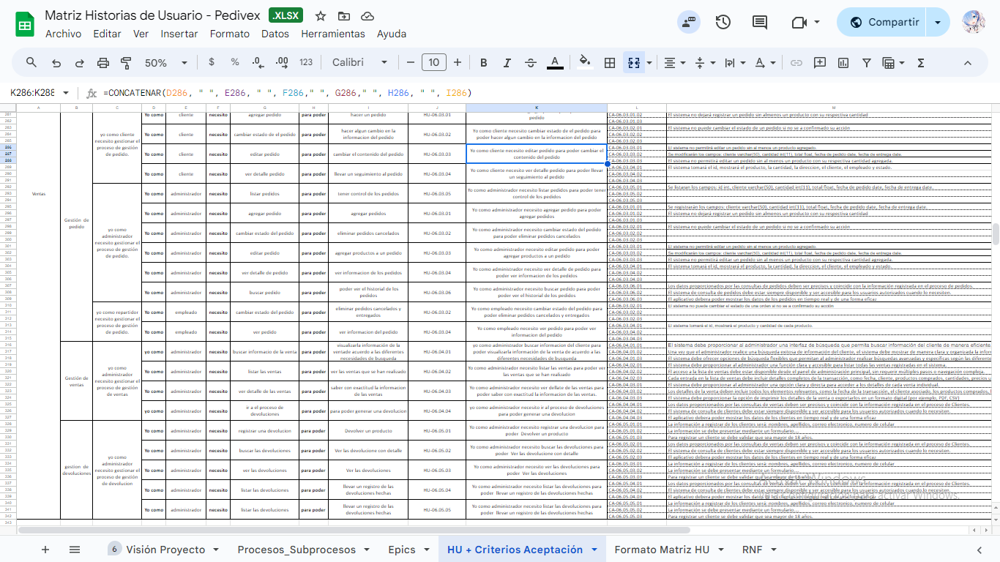 Matriz Historias de Usuario - Pedivex .XLSX
Archivo Editar Ver Insertar Formato Datos Herramientas Ayuda
Compartir
50% $ % .0 .00 123 Calibri 10
K286:K288 =CONCATENAR(D286, " ", E286, " ", F286," ", G286," ", H286, " ", I286)
A B C D E F G H I J K L M
Ventas
Gestión de pedido
yo como cliente necesito gestionar el proceso de gestión de pedido.
Yo como cliente necesito agregar pedido para poder hacer un pedido HU-06.03.01 pedido
CA-06.03.01.02 El sistema no dejará registrar un pedido sin almenos un producto con su respectiva cantidad
CA-06.03.01.03
Yo como cliente necesito cambiar estado de el pedido para poder hacer algun cambio en la informacion del pedido HU-06.03.02 Yo como cliente necesito cambiar estado de el pedido para poder hacer algun cambio en la informacion del pedido
CA-06.03.02.01 El sistema no puede cambiar el estado de un pedido si no se a confirmado su acción
CA-06.03.02.02
CA-06.03.02.03
Yo como cliente necesito editar pedido para poder cambiar el contenido del pedido HU-06.03.03 Yo como cliente necesito editar pedido para poder cambiar el contenido del pedido
CA-06.03.03.01 El sistema no permitirá editar un pedido sin al menos un producto agregado.
CA-06.03.03.02 Se modificarán los campos: cliente varchar(50), cantidad int(11), total float, fecha de pedido date, fecha de entrega date.
CA-06.03.03.03 El sistema no permitirá editar un pedido sin al menos un producto con su respectiva cantidad agregada.
Yo como cliente necesito ver detalle pedido para poder llevar un seguimiento al pedido HU-06.03.04 Yo como cliente necesito ver detalle pedido para poder llevar un seguimiento al pedido
CA-06.03.04.01 El sistema tomará el id, mostrará el producto, la cantidad, la direccion, el cliente, el empleado y estado.
CA-06.03.04.02
CA-06.03.04.03
yo como administrador necesito gestionar el proceso de gestión de pedido.
Yo como administrador necesito listar pedidos para poder tener control de los pedidos HU-06.03.05 Yo como administrador necesito listar pedidos para poder tener control de los pedidos
CA-06.03.05.01 Se listaran los campos: id int, cliente varchar(50), cantidad int(11), total float, fecha de pedido date, fecha de entrega date.
CA-06.03.05.02
CA-06.03.05.03
Yo como administrador necesito agregar pedido para poder agregar pedidos HU-06.03.01 Yo como administrador necesito agregar pedido para poder agregar pedidos
CA-06.03.01.01 Se registrarán los campos: cliente varchar(50), cantidad int(11), total float, fecha de pedido date, fecha de entrega date.
CA-06.03.01.02 El sistema no dejará registrar un pedido sin almenos un producto con su respectiva cantidad
CA-06.03.01.03
Yo como administrador necesito cambiar estado del pedido para poder eliminar pedidos cancelados HU-06.03.02 Yo como administrador necesito cambiar estado del pedido para poder eliminar pedidos cancelados
CA-06.03.02.01 El sistema no puede cambiar el estado de un pedido si no se a confirmado su acción
CA-06.03.02.02
CA-06.03.02.03
Yo como administrador necesito editar pedido para poder agregar productos a un pedido HU-06.03.03 Yo como administrador necesito editar pedido para poder agregar productos a un pedido
CA-06.03.03.01 El sistema no permitirá editar un pedido sin al menos un producto agregado.
CA-06.03.03.02 Se modificarán los campos: cliente varchar(50), cantidad int(11), total float, fecha de pedido date, fecha de entrega date.
CA-06.03.03.03 El sistema no permitirá editar un pedido sin al menos un producto con su respectiva cantidad agregada.
Yo como administrador necesito ver detalle de pedido para poder ver informacion de los pedidos HU-06.03.04 Yo como administrador necesito ver detalle de pedido para poder ver informacion de los pedidos
CA-06.03.04.01 El sistema tomará el id, mostrará el producto, la cantidad, la direccion, el cliente, el empleado y estado.
CA-06.03.04.02
CA-06.03.04.03
Yo como administrador necesito buscar pedido para poder poder ver el historial de los pedidos HU-06.03.06 Yo como administrador necesito buscar pedido para poder poder ver el historial de los pedidos
CA-06.03.06.01 Los datos proporcionados por las consultas de pedidos deben ser precisos y coincidir con la información registrada en el proceso de pedidos.
CA-06.03.06.02 El sistema de consulta de pedidos debe estar siempre disponible y ser accesible para los usuarios autorizados cuando lo necesiten.
CA-06.03.06.03 El aplicativo debera poder mostrar los datos de los pedidos en tiempo real y de una forma eficaz
yo como repartidor necesito gestionar el proceso de gestión de pedido.
Yo como empleado necesito cambiar estado del pedido para poder eliminar pedidos cancelados y entregados HU-06.03.02 Yo como empleado necesito cambiar estado del pedido para poder eliminar pedidos cancelados y entregados
CA-06.03.02.01 El sistema no puede cambiar el estado de una orden si no se a confirmado su acción
CA-06.03.02.02
CA-06.03.02.03
Yo como empleado necesito ver pedido para poder ver informacion del pedido HU-06.03.04 Yo como empleado necesito ver pedido para poder ver informacion del pedido
CA-06.03.04.01 El sistema tomará el id, mostrará el producto y cantidad de cada producto.
CA-06.03.04.02
CA-06.03.04.03
Gestión de ventas
yo como administrador necesito gestionar el proceso de gestión de ventas
yo como administrador necesito buscar informacio de la venta para poder visualizarla información de la ventade acuerdo a las diferentes necesidades de busqueda HU-06.04.01 yo como administrador buscar informacion del cliente para poder visualizarla información de la venta de acuerdo a las diferentes necesidades de busqueda
CA-06.04.01.01 El sistema debe proporcionar al administrador una interfaz de búsqueda que permita buscar información del cliente de manera eficiente.
CA-06.04.01.02 Una vez que el administrador realice una búsqueda exitosa de información del cliente, el sistema debe mostrar de manera clara y organizada la
CA-06.04.01.03 El sistema debe ofrecer opciones de búsqueda flexibles que permitan al administrador realizar búsquedas avanzadas y específicas según las
Yo como administrador necesito listar las ventas para poder ver las ventas que se han realizado HU-06.04.02 Yo como administrador necesito listar las ventas para poder ver las ventas que se han realizado
CA-06.04.02.01 El sistema debe proporcionar al administrador una función clara y accesible para listar todas las ventas registradas en el sistema.
CA-06.04.02.02 El acceso a la lista de ventas debe estar disponible desde el panel de administración principal, sin requerir múltiples pasos o navegación compleja.
CA-06.04.02.03 Cada entrada en la lista de ventas debe incluir detalles completos de la transacción, como fecha, cliente, productos comprados, cantidades, precios
Yo como administrador necesito ver detalle de las ventas para poder saber con exactitud la informacion de las ventas HU-06.04.03 Yo como administrador necesito ver dellate de las ventas para poder saber con exactitud la informacion de las ventas.
CA-06.04.03.01 El sistema debe proporcionar al administrador una opción clara y directa para acceder a los detalles de cada venta individual.
CA-06.04.03.02 Los detalles de la venta deben incluir todos los elementos relevantes, como la fecha de la transacción, el cliente asociado, los productos comprados,
CA-06.04.03.03 El sistema debe proporcionar la opción de imprimir los detalles de la venta o exportarlos en un formato digital (por ejemplo, PDF, CSV)
yo como administrador necesito ir a el proceso de devoluciones para poder para poder generar una devolucion HU-06.04.04 yo como administrador necesito ir al proceso de devoluciones para poder generar una devolucion
CA-06.04.04.01 Los datos proporcionados por las consultas de ventas deben ser precisos y coincidir con la información registrada en el proceso de Clientes.
CA-06.04.04.02 El sistema de consulta de ventas debe estar siempre disponible y ser accesible para los usuarios autorizados cuando lo necesiten.
CA-06.04.04.03 El aplicativo debera poder mostrar los datos de los clientes en tiempo real y de una forma eficaz
gestion de devoluciones
yo como administrador necesito gestionar el proceso de gestión de devolucion
Yo como administrador necesito registrar una devolucion para poder Devolver un producto HU-06.05.01 Yo como administrador necesito registrar una devolucion para poder Devolver un producto
CA-06.05.01.01 La información a registrar de los clientes será: nombres, apellidos, correo electronico, numero de celular
CA-06.05.01.02 La información se debe presentar mediante un formulario....
CA-06.05.01.03 Para registrar un cliente se debe validar que sea mayor de 18 años.
Yo como administrador necesito buscar las devoluciones para poder Ver las devolucione con detalle HU-06.05.02 Yo como administrador necesito buscar las devoluciones para poder Ver las devolucione con detalle
CA-06.05.02.01 Los datos proporcionados por las consultas de ventas deben ser precisos y coincidir con la información registrada en el proceso de Clientes.
CA-06.05.02.02 El sistema de consulta de ventas debe estar siempre disponible y ser accesible para los usuarios autorizados cuando lo necesiten.
CA-06.05.02.03 El aplicativo debera poder mostrar los datos de los clientes en tiempo real y de una forma eficaz
Yo como administrador necesito ver las devoluciones para poder Ver las devoluciones HU-06.05.03 Yo como administrador necesito ver las devoluciones para poder Ver las devoluciones
CA-06.05.03.01 La información a registrar de los clientes será: nombres, apellidos, correo electronico, numero de celular
CA-06.05.03.02 La información se debe presentar mediante un formulario....
CA-06.05.03.03 Para registrar un cliente se debe validar que sea mayor de 18 años.
Yo como administrador necesito listar las devoluciones para poder llevar un registro de las devoluciones hechas HU-06.05.04 Yo como administrador necesito listar las devoluciones para poder llevar un registro de las devoluciones hechas
CA-06.05.04.01 Los datos proporcionados por las consultas de ventas deben ser precisos y coincidir con la información registrada en el proceso de Clientes.
CA-06.05.04.02 El sistema de consulta de ventas debe estar siempre disponible y ser accesible para los usuarios autorizados cuando lo necesiten.
CA-06.05.04.03 El aplicativo debera poder mostrar los datos de los clientes en tiempo real y de una forma eficaz
Yo como administrador necesito listar las devoluciones para poder llevar un registro de las devoluciones hechas HU-06.05.05 Yo como administrador necesito listar las devoluciones para poder llevar un registro de las devoluciones hechas
CA-06.05.05.01 La información a registrar de los clientes será: nombres, apellidos, correo electronico, numero de celular
CA-06.05.05.02 La información se debe presentar mediante un formulario....
CA-06.05.05.03 Para registrar un cliente se debe validar que sea mayor de 18 años.
Windows
activar Windows.
6 Visión Proyecto Procesos_Subprocesos Epics HU + Criterios Aceptación Formato Matriz HU RNF